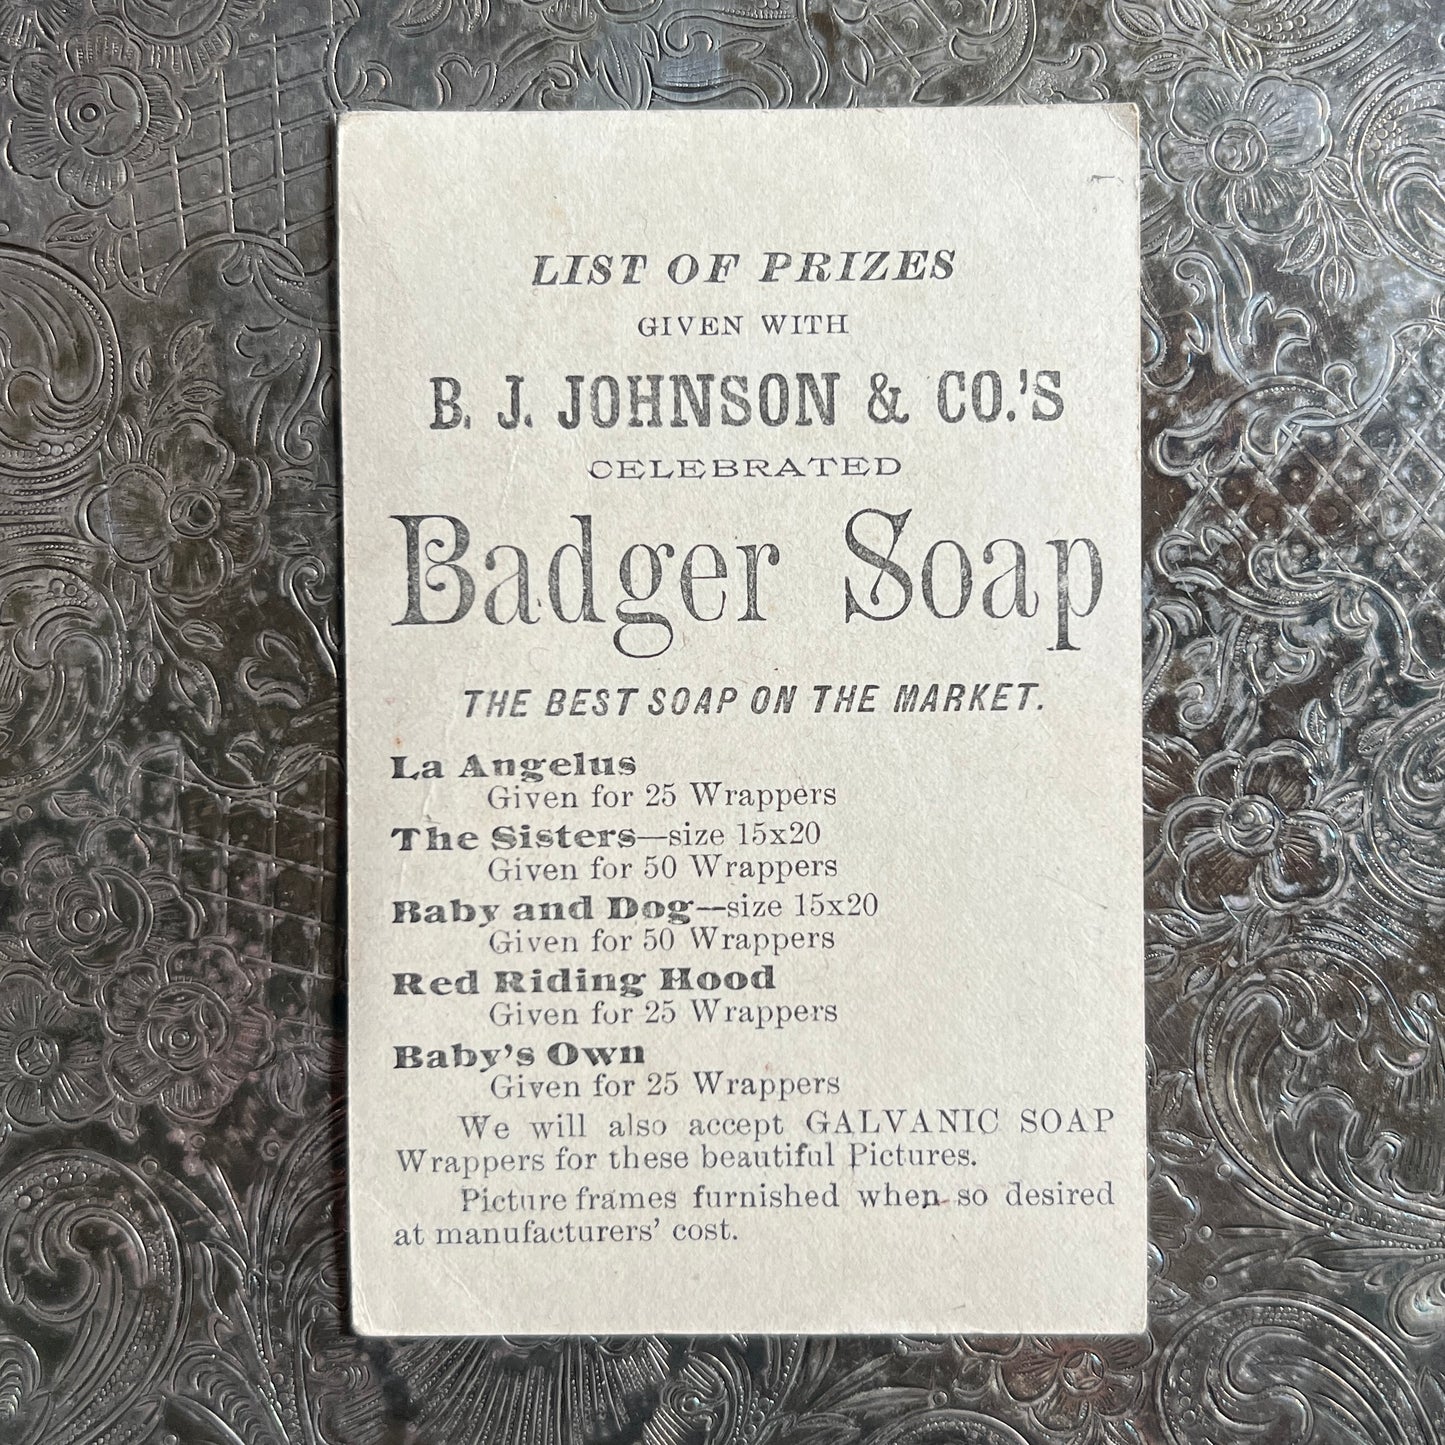 LIST OF PRIZES
GIVEN WITH
B. J. JOHNSON & CO.'S
CELEBRATED
Badger Soap
THE BEST SOAP ON THE MARKET.
La Angelus
Given for 25 Wrappers
The Sisters—size 15x20
Given for 50 Wrappers
Baby and Dog—size 15x20
Given for 50 Wrappers
Red Riding Hood
Given for 25 Wrappers
Baby's Own
Given for 25 Wrappers
We will also accept GALVANIC SOAP
Wrappers for these beautiful Pictures.
Picture frames furnished when so desired
at manufacturers' cost.